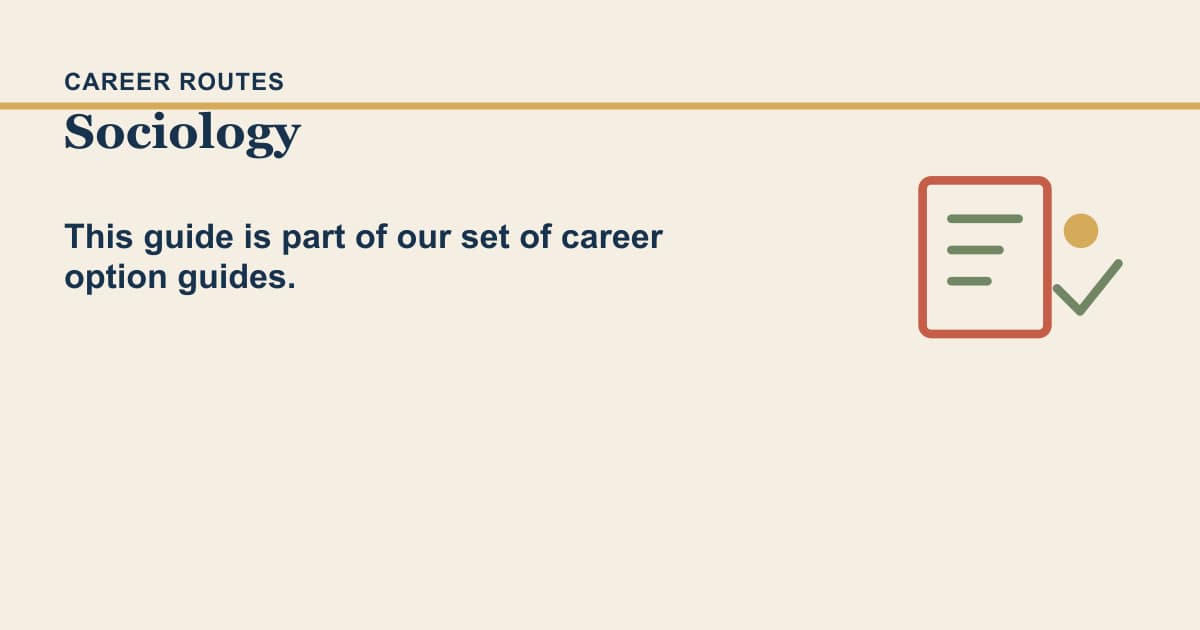 CAREER ROUTES
Sociology
This guide is part of our set of career
option guides.